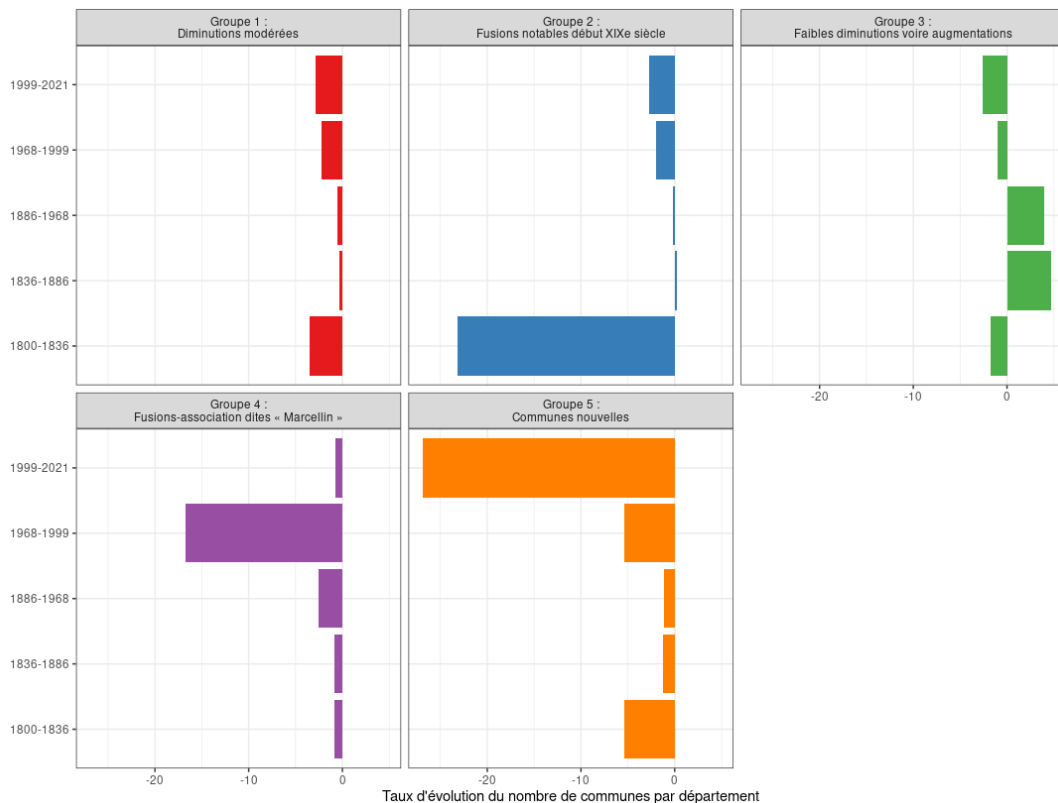 Groupe 1 :
Diminutions modérées
Groupe 2 :
Fusions notables début XIXe siècle
Groupe 3 :
Faibles diminutions voire augmentations
1999-2021
1968-1999
1886-1968
1836-1886
1800-1836
-20 -10 0
Groupe 4 :
Fusions-association dites « Marcellin »
Groupe 5 :
Communes nouvelles
1999-2021
1968-1999
1886-1968
1836-1886
1800-1836
-20 -10 0 -20 -10 0
Taux d'évolution du nombre de communes par département